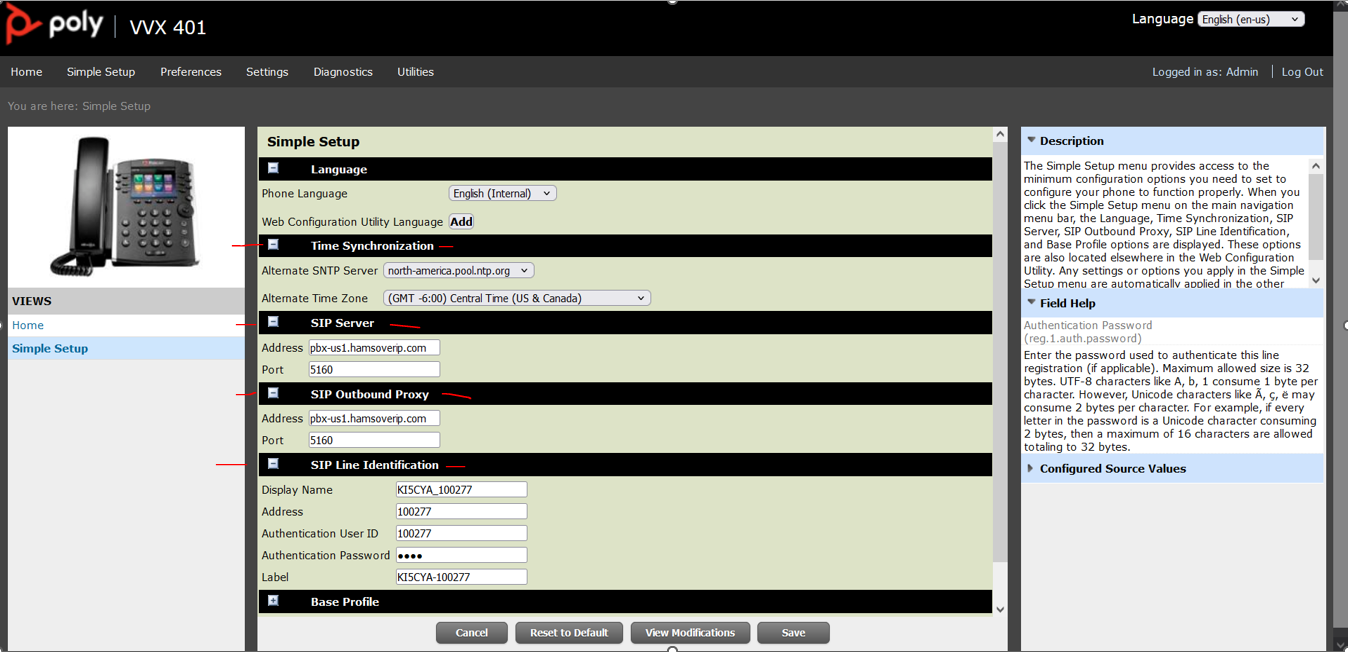 poly | VVX 401
Language English (en-us)
Home Simple Setup Preferences Settings Diagnostics Utilities
Logged in as: Admin | Log Out
You are here: Simple Setup
VIEWS
Home
Simple Setup
Simple Setup
Language
Phone Language English (Internal)
Web Configuration Utility Language Add
Time Synchronization
Alternate SNTP Server north-america.pool.ntp.org
Alternate Time Zone (GMT -6:00) Central Time (US & Canada)
SIP Server
Address pbx-us1.hamsoverip.com
Port 5160
SIP Outbound Proxy
Address pbx-us1.hamsoverip.com
Port 5160
SIP Line Identification
Display Name KI5CYA_100277
Address 100277
Authentication User ID 100277
Authentication Password ●●●●
Label KI5CYA-100277
Base Profile
Cancel Reset to Default View Modifications Save
Description
The Simple Setup menu provides access to the
minimum configuration options you need to set to
configure your phone to function properly. When you
click the Simple Setup menu on the main navigation
menu bar, the Language, Time Synchronization, SIP
Server, SIP Outbound Proxy, SIP Line Identification,
and Base Profile options are displayed. These options
are also located elsewhere in the Web Configuration
Utility. Any settings or options you apply in the Simple
Setup menu are automatically applied in the other
Field Help
Authentication Password
(reg.1.auth.password)
Enter the password used to authenticate this line
registration (if applicable). Maximum allowed size is 32
bytes. UTF-8 characters like A, b, 1 consume 1 byte per
character. However, Unicode characters like Ã, ç, ë may
consume 2 bytes per character. For example, if every
letter in the password is a Unicode character consuming
2 bytes, then a maximum of 16 characters are allowed
totaling to 32 bytes.
Configured Source Values